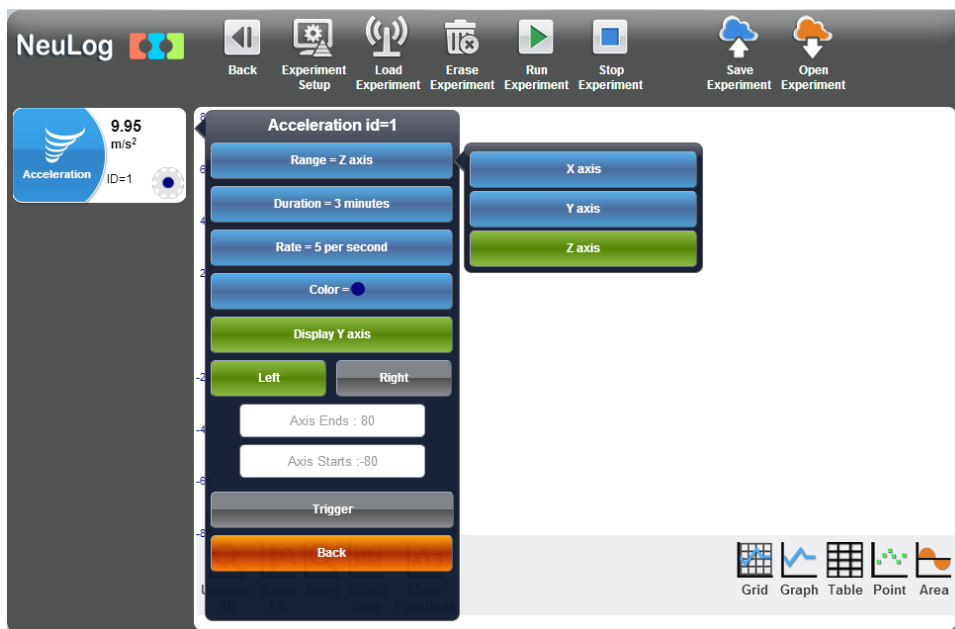 NeuLog
Back
Experiment
Setup
Load
Experiment
Erase
Experiment
Run
Experiment
Stop
Experiment
Save
Experiment
Open
Experiment
9.95
m/s²
Acceleration
ID=1
Acceleration id=1
Range = Z axis
X axis
Y axis
Z axis
Duration = 3 minutes
Rate = 5 per second
Color =
Display Y axis
Left
Right
Axis Ends : 80
Axis Starts :-80
Trigger
Back
Grid
Graph
Table
Point
Area